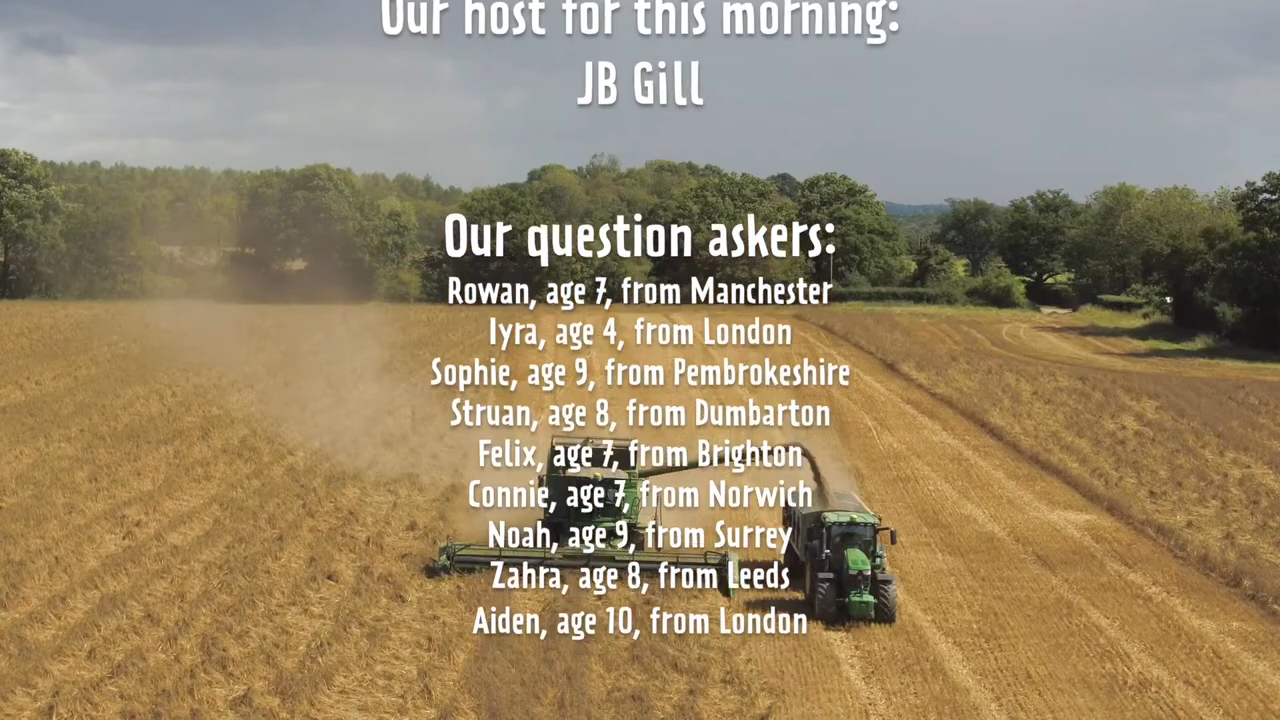 Our host for this morning:
JB Gill
Our question askers:
Rowan, age 7, from Manchester
Iyra, age 4, from London
Sophie, age 9, from Pembrokeshire
Struan, age 8, from Dumbarton
Felix, age 7, from Brighton
Connie, age 7, from Norwich
Noah, age 9, from Surrey
Zahra, age 8, from Leeds
Aiden, age 10, from London